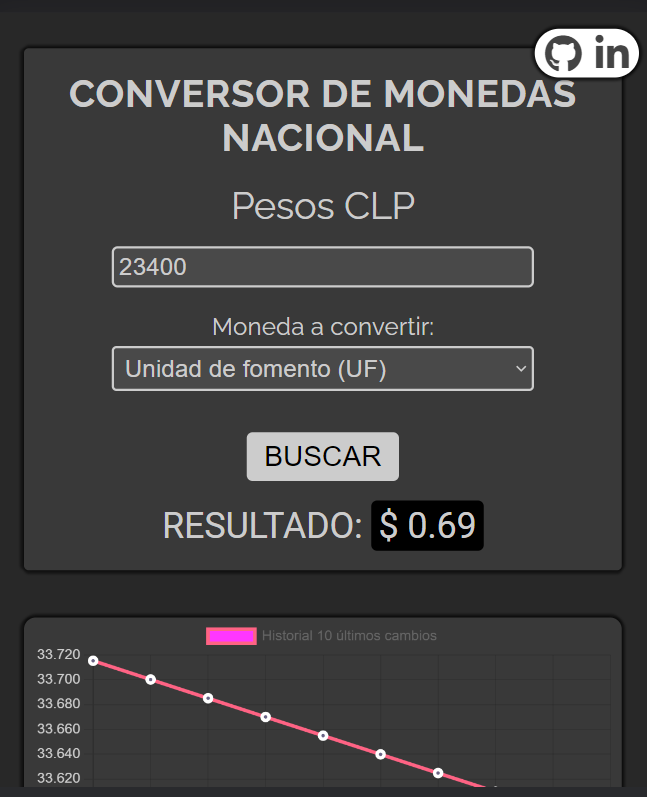 in
CONVERSOR DE MONEDAS
NACIONAL
Pesos CLP
23400
Moneda a convertir:
Unidad de fomento (UF)
BUSCAR
RESULTADO: $ 0.69
Historial 10 últimos cambios
33.720
33.700
33.680
33.660
33.640
33.620